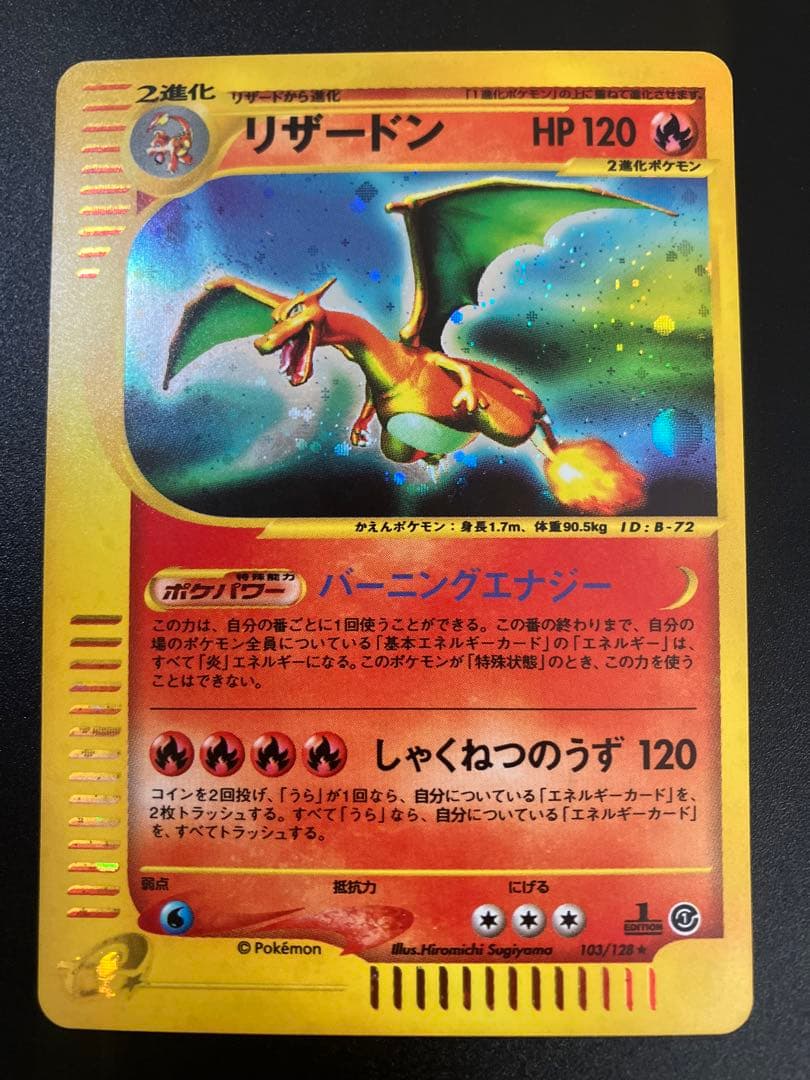 2進化 リザードから進化 「1進化ポケモン」の上に重ねて進化させます。
リザードン HP 120
2進化ポケモン
かえんポケモン：身長1.7m、体重90.5kg ID:B-72
特殊能力
ポケパワー バーニングエナジー
この力は、自分の番ごとに1回使うことができる。この番の終わりまで、自分の
場のポケモン全員についている「基本エネルギーカード」の「エネルギー」は、
すべて「炎」エネルギーになる。このポケモンが「特殊状態」のとき、この力を使う
ことはできない。
しゃくねつのうず 120
コインを2回投げ、「うら」が1回なら、自分についている「エネルギーカード」を、
2枚トラッシュする。すべて「うら」なら、自分についている「エネルギーカード」
を、すべてトラッシュする。
弱点 抵抗力 にげる
1 EDITION
© Pokémon Illus.Hiromichi Sugiyama 103/128★